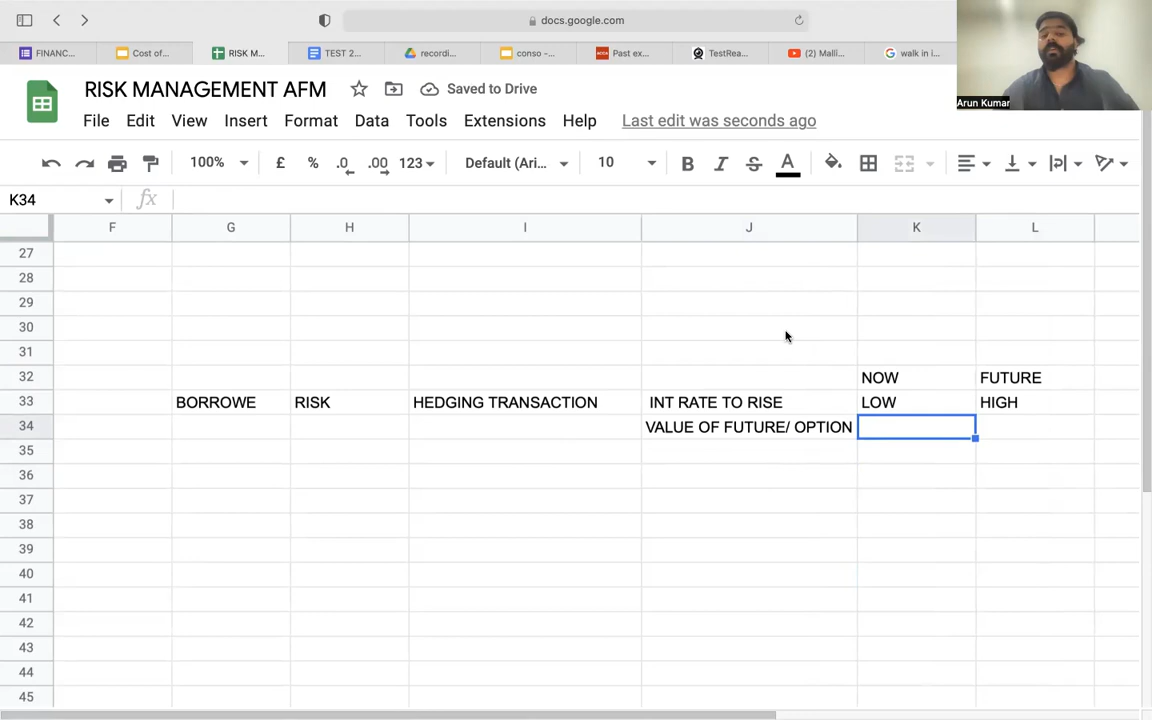 docs.google.com
FINANC...
Cost of...
RISK M...
TEST 2...
recordi...
conso -...
ACCA
Past ex...
TestRea...
(2) Malli...
walk in i...
Arun Kumar
RISK MANAGEMENT AFM
Saved to Drive
File Edit View Insert Format Data Tools Extensions Help Last edit was seconds ago
100% £ % .0 .00 123 Default (Ari... 10 B I S A
K34 fx
F G H I J K L
27
28
29
30
31
32 NOW FUTURE
33 BORROWE RISK HEDGING TRANSACTION INT RATE TO RISE LOW HIGH
34 VALUE OF FUTURE/ OPTION
35
36
37
38
39
40
41
42
43
44
45